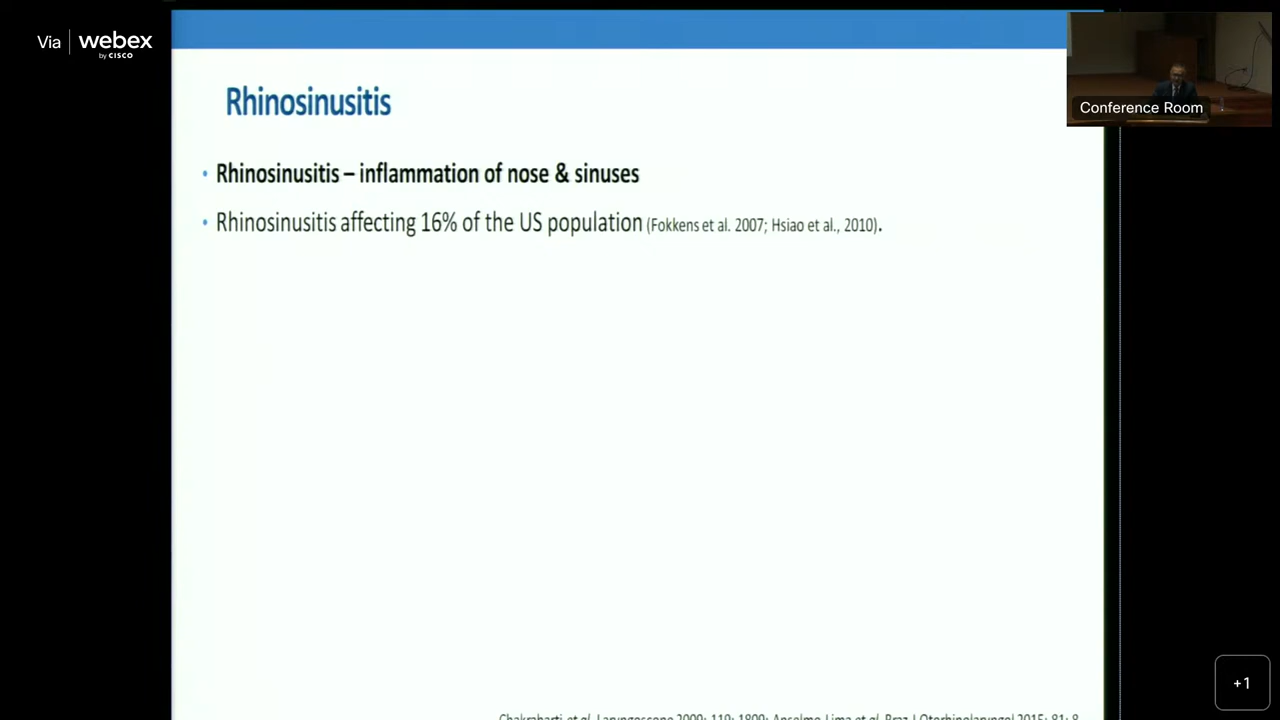 Via webex
by CISCO
Conference Room
Rhinosinusitis
• Rhinosinusitis – inflammation of nose & sinuses
• Rhinosinusitis affecting 16% of the US population (Fokkens et al. 2007; Hsiao et al., 2010).
Chakrabarti et al. Laryngoscope 2009; 119: 1809; Anselmo-Lima et al. Braz J Otorhinolaryngol 2015; 81: 8
+1